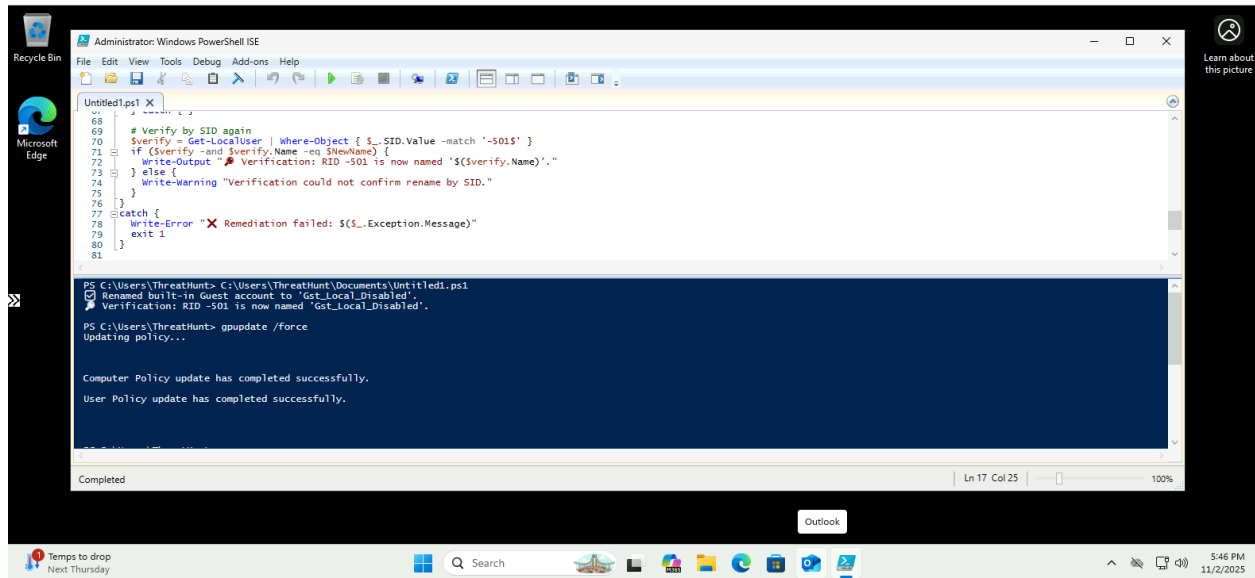 Recycle Bin
Microsoft
Edge
Learn about
this picture
Administrator: Windows PowerShell ISE
File Edit View Tools Debug Add-ons Help
Untitled1.ps1
67 } catch { }
68
69 # Verify by SID again
70 $verify = Get-LocalUser | Where-Object { $_.SID.Value -match '-501$' }
71 if ($verify -and $verify.Name -eq $NewName) {
72 Write-Output "🔎 Verification: RID -501 is now named '$($verify.Name)'."
73 } else {
74 Write-Warning "Verification could not confirm rename by SID."
75 }
76 }
77 catch {
78 Write-Error "❌ Remediation failed: $($_.Exception.Message)"
79 exit 1
80 }
81
PS C:\Users\ThreatHunt> C:\Users\ThreatHunt\Documents\Untitled1.ps1
☑ Renamed built-in Guest account to 'Gst_Local_Disabled'.
🔎 Verification: RID -501 is now named 'Gst_Local_Disabled'.
PS C:\Users\ThreatHunt> gpupdate /force
Updating policy...
Computer Policy update has completed successfully.
User Policy update has completed successfully.
Completed
Ln 17 Col 25
100%
Outlook
1
Temps to drop
Next Thursday
Search
M365
5:46 PM
11/2/2025